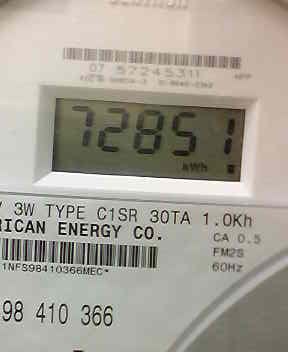 07 57245311
72851
kWh
V 3W TYPE C1SR 30TA 1.0Kh
RICAN ENERGY CO.
CA 0.5
FM2S
1NFS98410366MEC*
60Hz
98 410 366